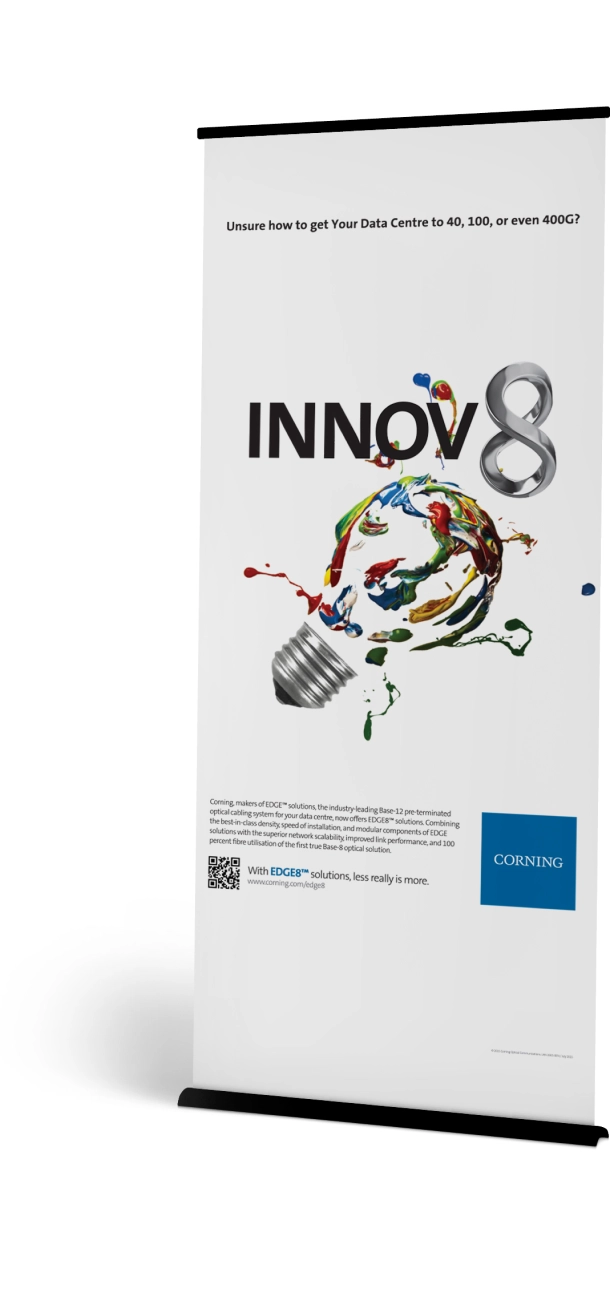 Unsure how to get Your Data Centre to 40, 100, or even 400G?
INNOV8
Corning, makers of EDGE™ solutions, the industry-leading Base-12 pre-terminated
optical cabling system for your data centre, now offers EDGE8™ solutions. Combining
the best-in-class density, speed of installation, and modular components of EDGE
solutions with the superior network scalability, improved link performance, and 100
percent fibre utilisation of the first true Base-8 optical solution.
With EDGE8™ solutions, less really is more.
www.corning.com/edge8
CORNING